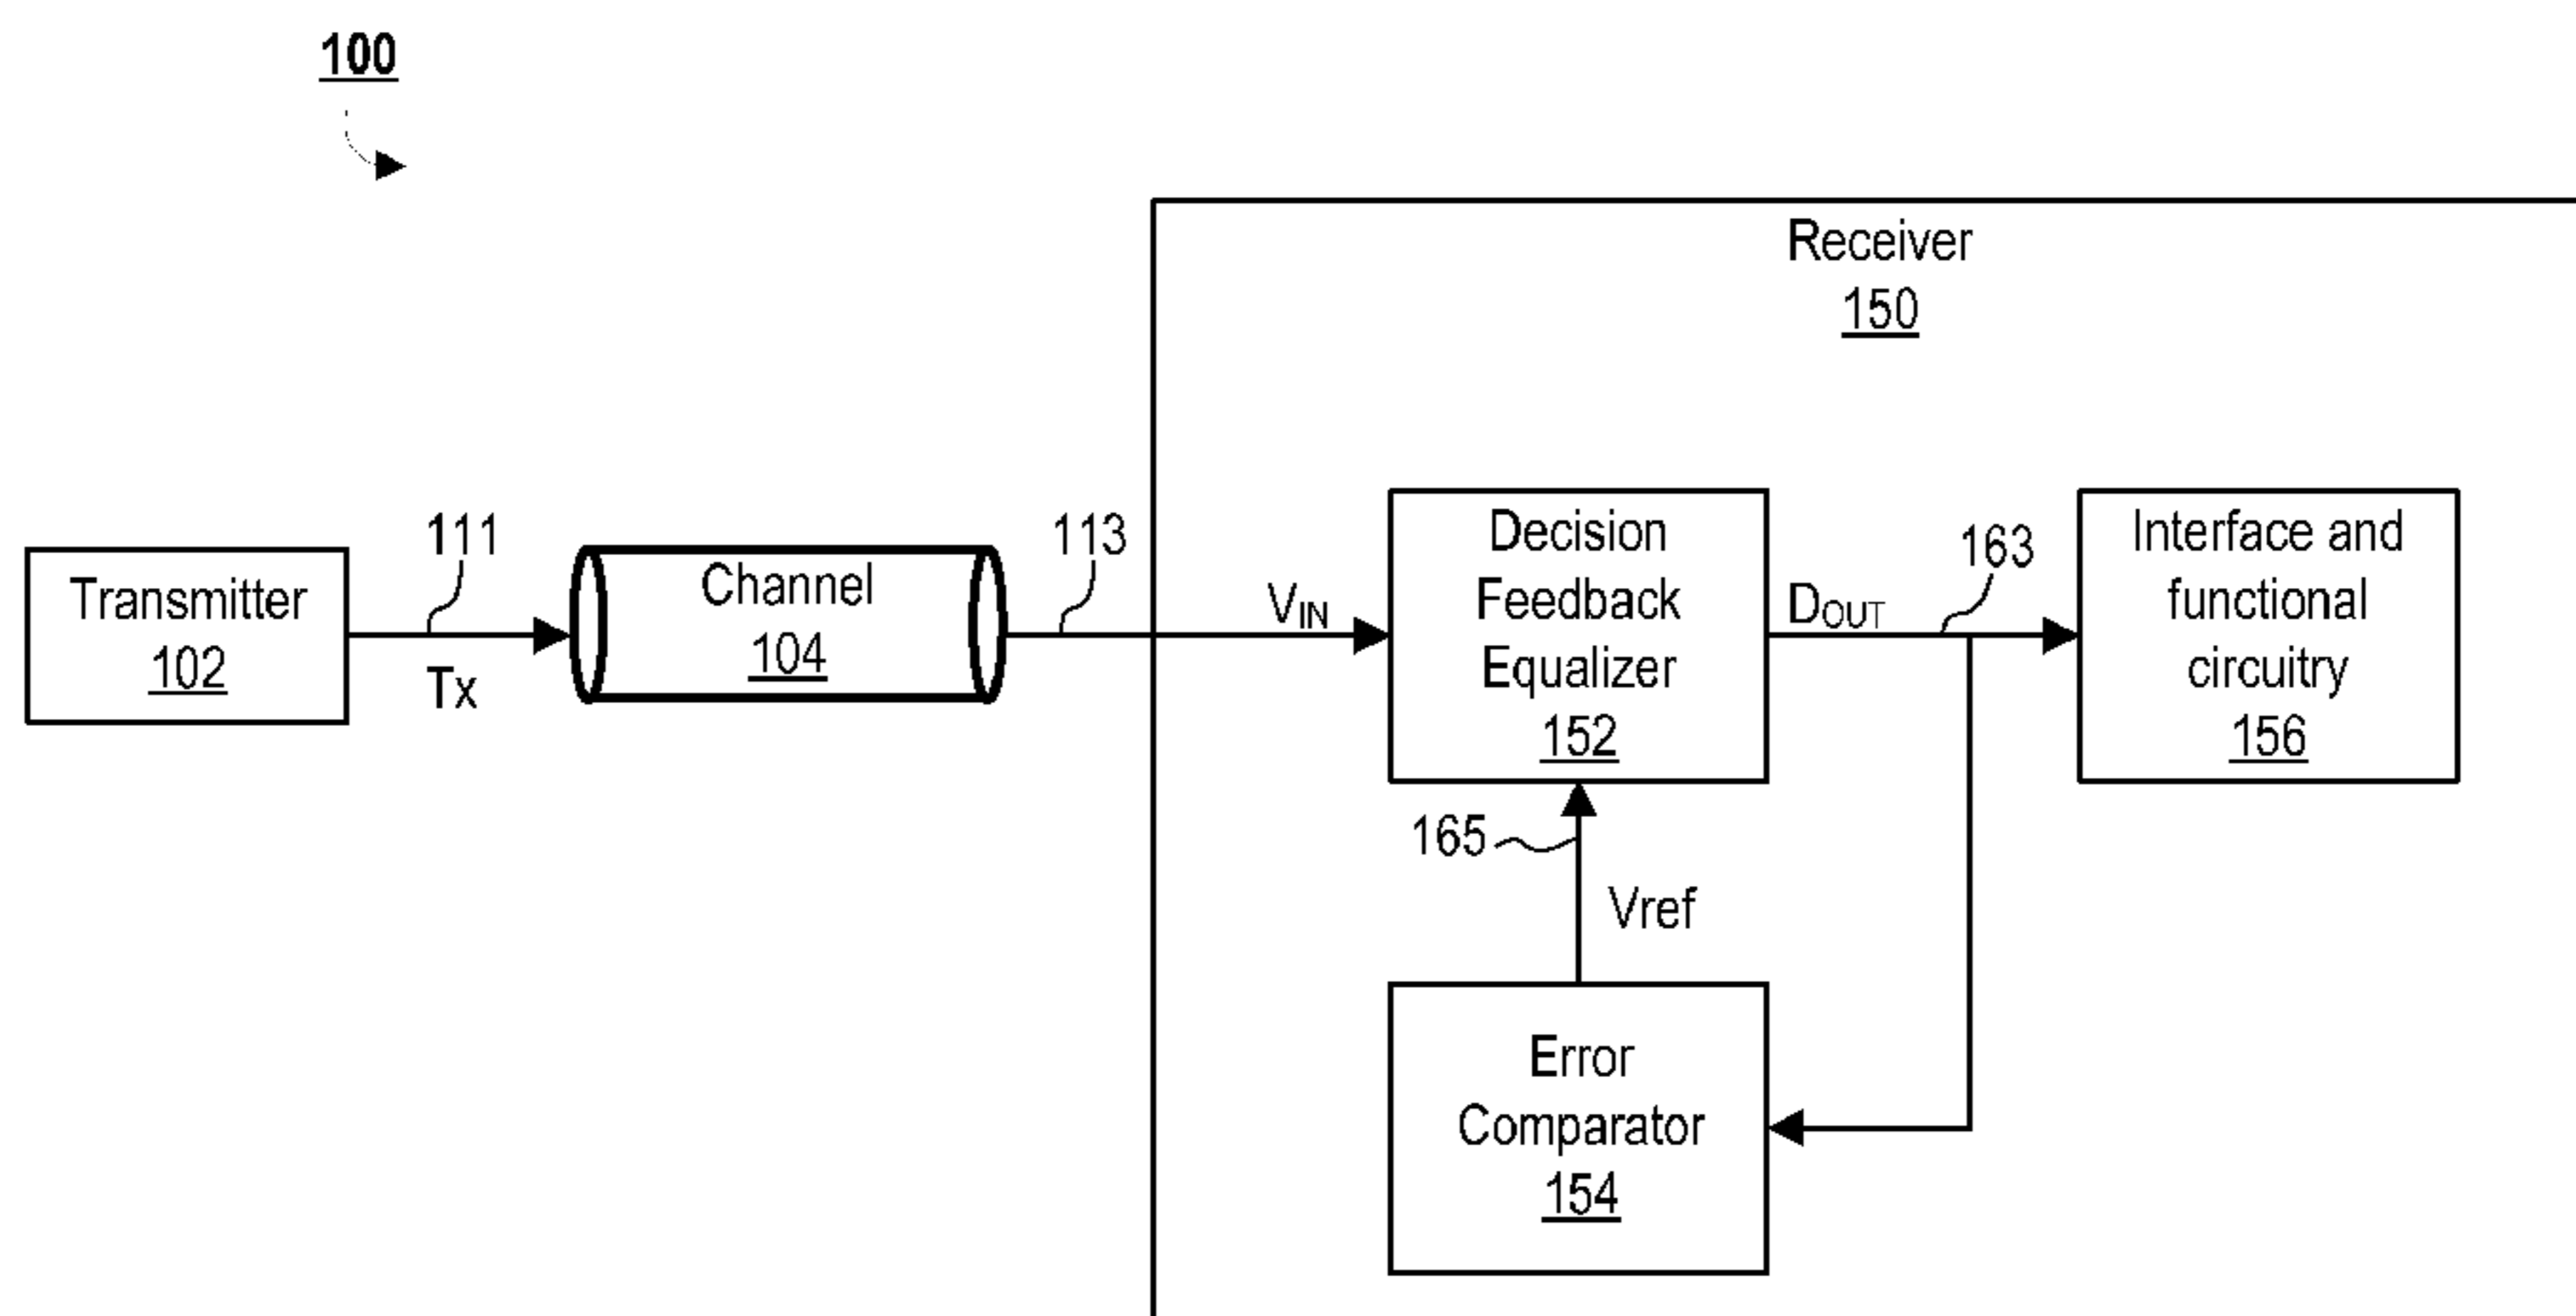 100
Receiver
150
Transmitter
102
111
Tx
Channel
104
113
VIN
Decision
Feedback
Equalizer
152
DOUT
163
Interface and
functional
circuitry
156
165
Vref
Error
Comparator
154